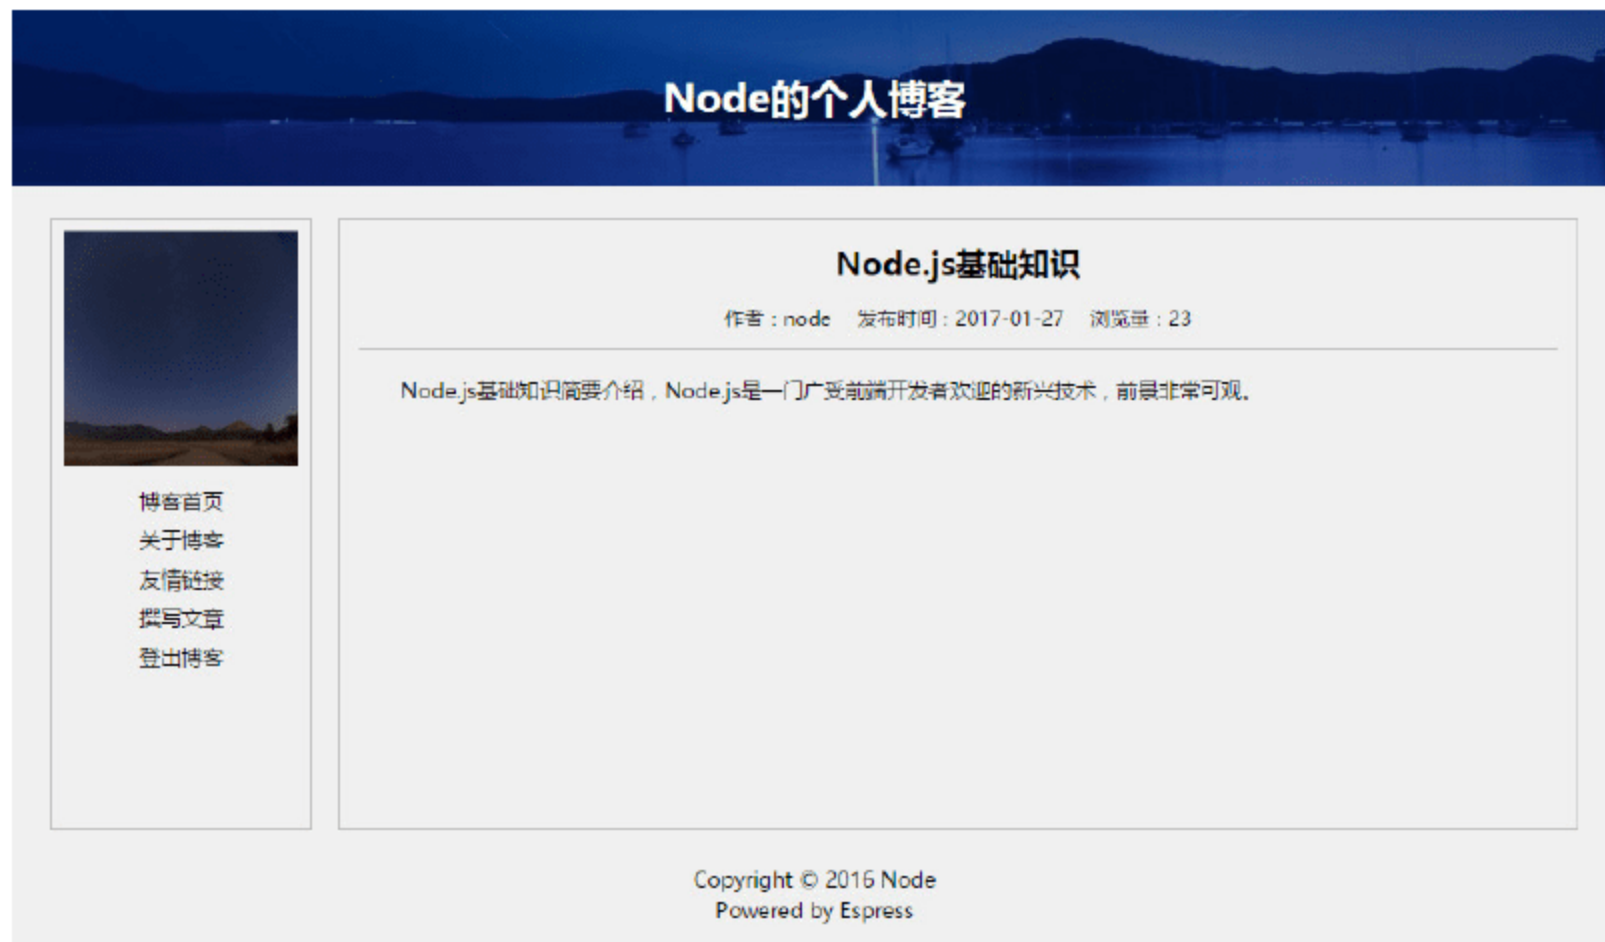 Node的个人博客
博客首页
关于博客
友情链接
撰写文章
登出博客
Node.js基础知识
作者：node 发布时间：2017-01-27 浏览量：23
Node.js基础知识简要介绍，Node.js是一门广受前端开发者欢迎的新兴技术，前景非常可观。
Copyright © 2016 Node
Powered by Espress